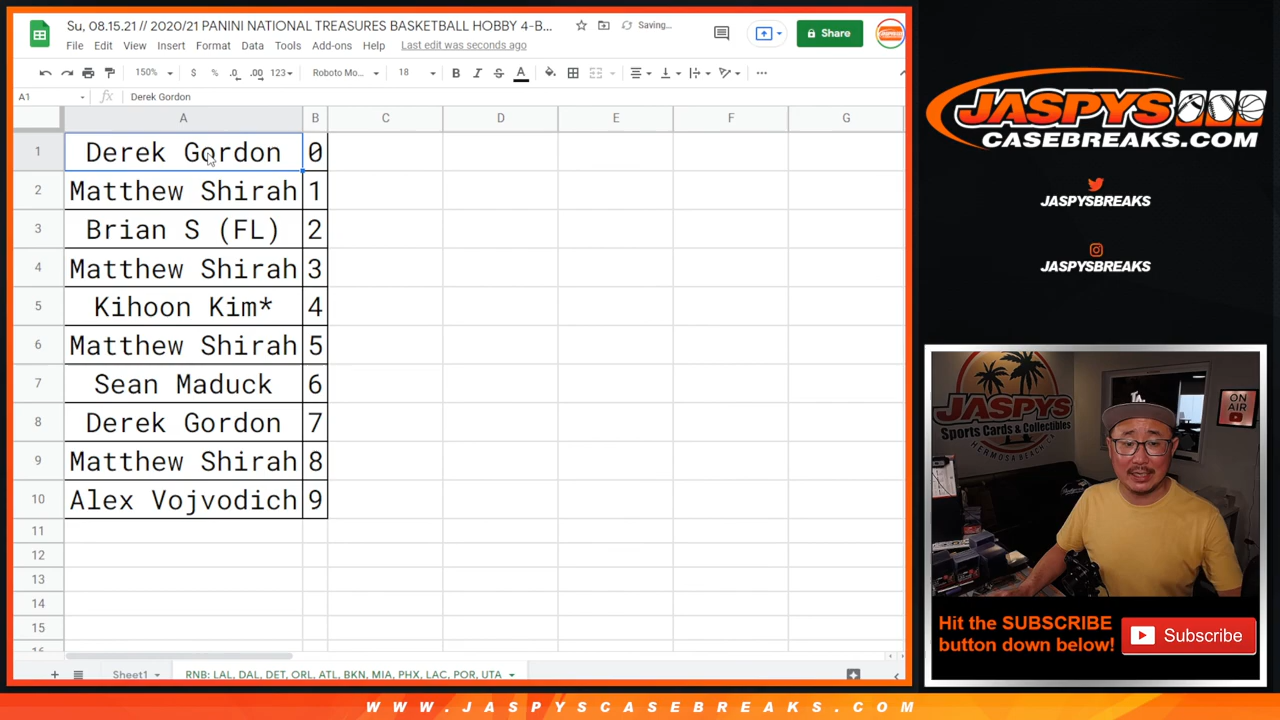 Su, 08.15.21 // 2020/21 PANINI NATIONAL TREASURES BASKETBALL HOBBY 4-B...
Saving...
File Edit View Insert Format Data Tools Add-ons Help Last edit was seconds ago
Share
150% $ % .0 .00 123 Roboto Mo... 18 B I S A
A1 fx Derek Gordon
A B C D E F G
1 Derek Gordon 0
2 Matthew Shirah 1
3 Brian S (FL) 2
4 Matthew Shirah 3
5 Kihoon Kim* 4
6 Matthew Shirah 5
7 Sean Maduck 6
8 Derek Gordon 7
9 Matthew Shirah 8
10 Alex Vojvodich 9
11
12
13
14
15
16
+ Sheet1 RNB: LAL, DAL, DET, ORL, ATL, BKN, MIA, PHX, LAC, POR, UTA
JASPYS
CASEBREAKS.COM
JASPYSBREAKS
JASPYSBREAKS
JASPYS
Sports Cards & Collectibles
HERMOSA BEACH
ON AIR
LA
Hit the SUBSCRIBE
button down below!
Subscribe
WWW.JASPYSCASEBREAKS.COM